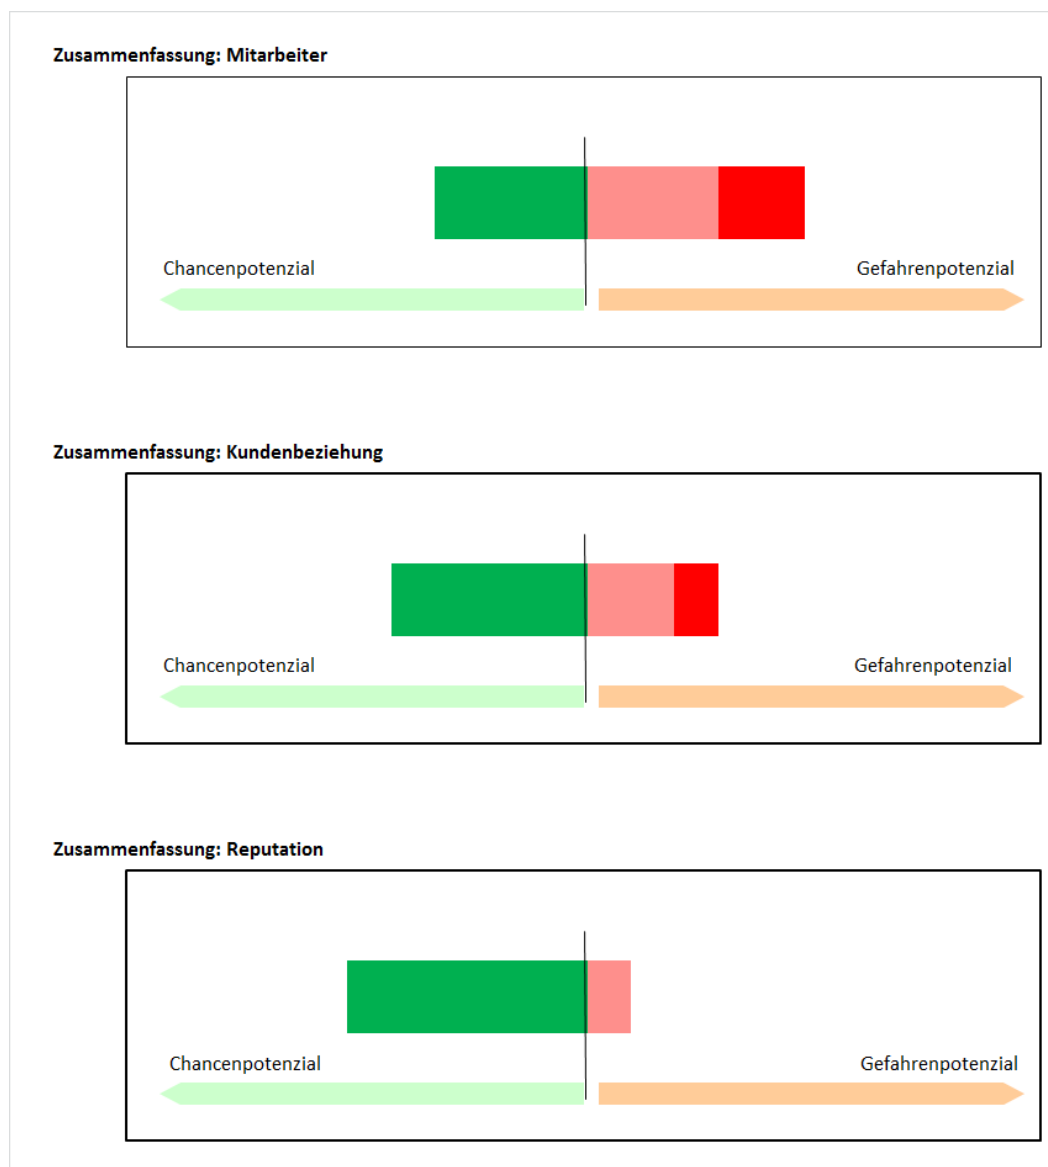 Zusammenfassung: Mitarbeiter
Chancenpotenzial Gefahrenpotenzial
Zusammenfassung: Kundenbeziehung
Chancenpotenzial Gefahrenpotenzial
Zusammenfassung: Reputation
Chancenpotenzial Gefahrenpotenzial